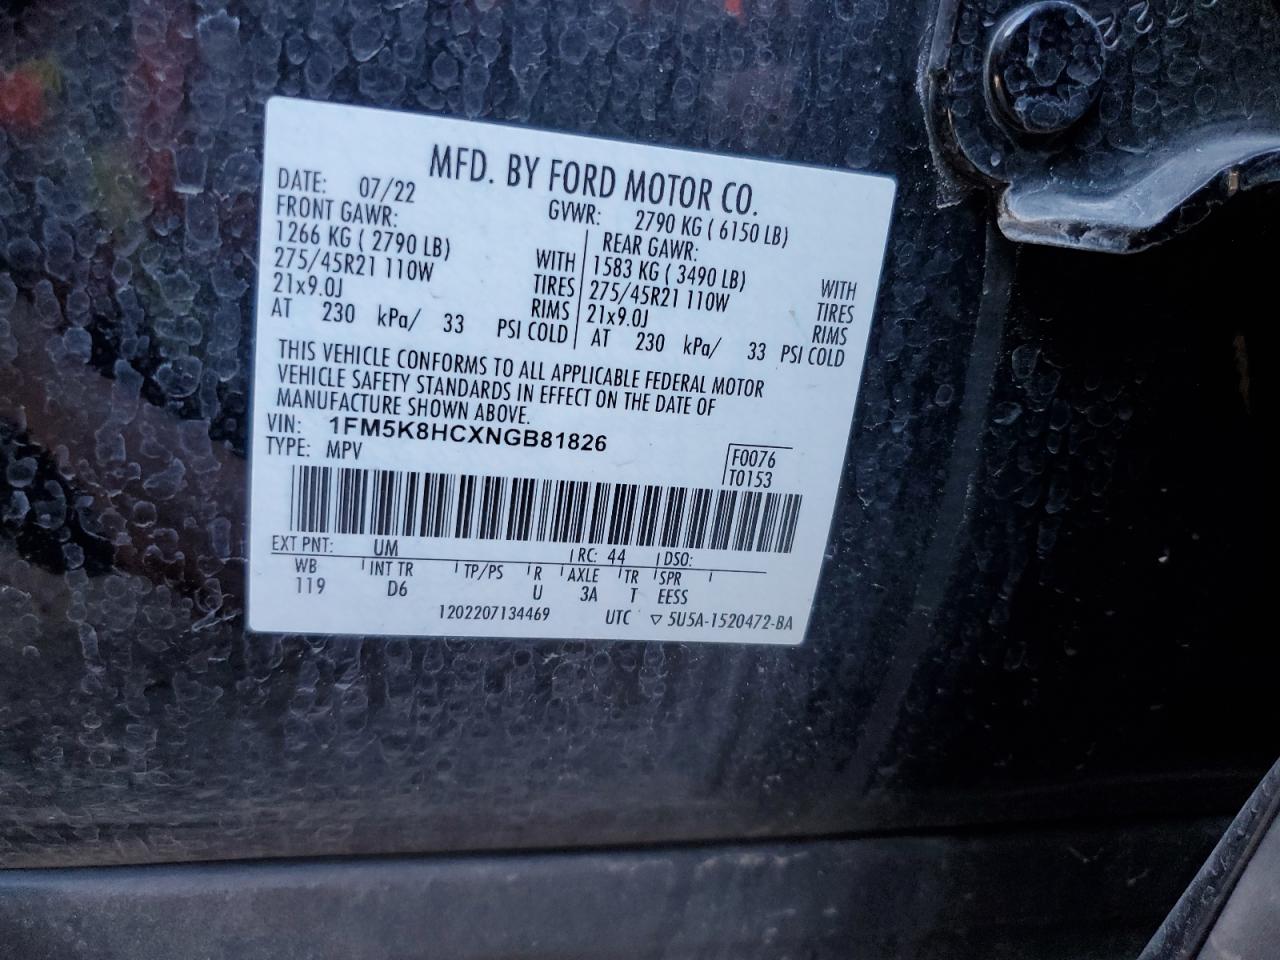 MFD. BY FORD MOTOR CO.
DATE: 07/22 GVWR: 2790 KG ( 6150 LB)
FRONT GAWR: REAR GAWR:
1266 KG ( 2790 LB) WITH 1583 KG ( 3490 LB) WITH
275/45R21 110W TIRES 275/45R21 110W TIRES
21x9.0J RIMS 21x9.0J RIMS
AT 230 kPa/ 33 PSI COLD AT 230 kPa/ 33 PSI COLD
THIS VEHICLE CONFORMS TO ALL APPLICABLE FEDERAL MOTOR
VEHICLE SAFETY STANDARDS IN EFFECT ON THE DATE OF
MANUFACTURE SHOWN ABOVE.
VIN: 1FM5K8HCXNGB81826
TYPE: MPV
F0076
T0153
EXT PNT: UM RC: 44 DSO:
WB INT TR TP/PS R AXLE TR SPR
119 D6 U 3A T EESS
1202207134469 UTC ▽ 5U5A-1520472-BA